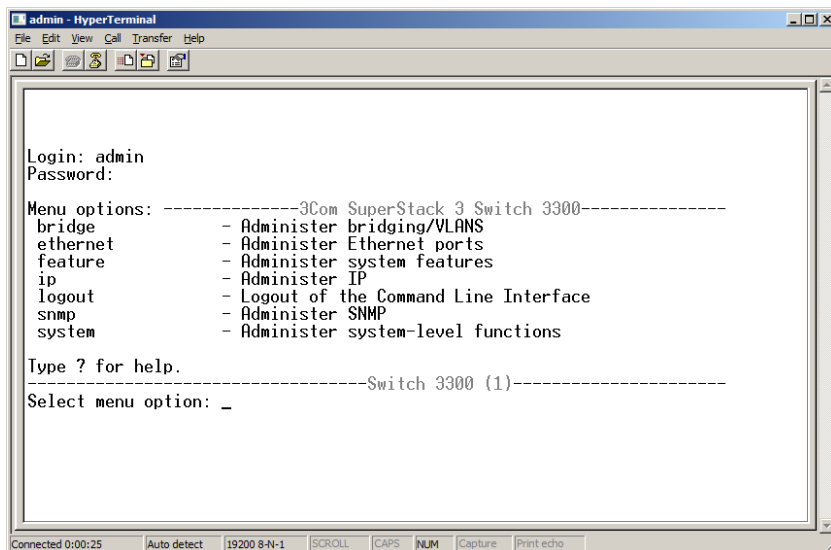 admin - HyperTerminal
File Edit View Call Transfer Help
Login: admin
Password:
Menu options: --------------3Com SuperStack 3 Switch 3300---------------
bridge - Administer bridging/VLANS
ethernet - Administer Ethernet ports
feature - Administer system features
ip - Administer IP
logout - Logout of the Command Line Interface
snmp - Administer SNMP
system - Administer system-level functions
Type ? for help.
-----------------------------------Switch 3300 (1)----------------------
Select menu option: _
Connected 0:00:25 Auto detect 19200 8-N-1 SCROLL CAPS NUM Capture Print echo